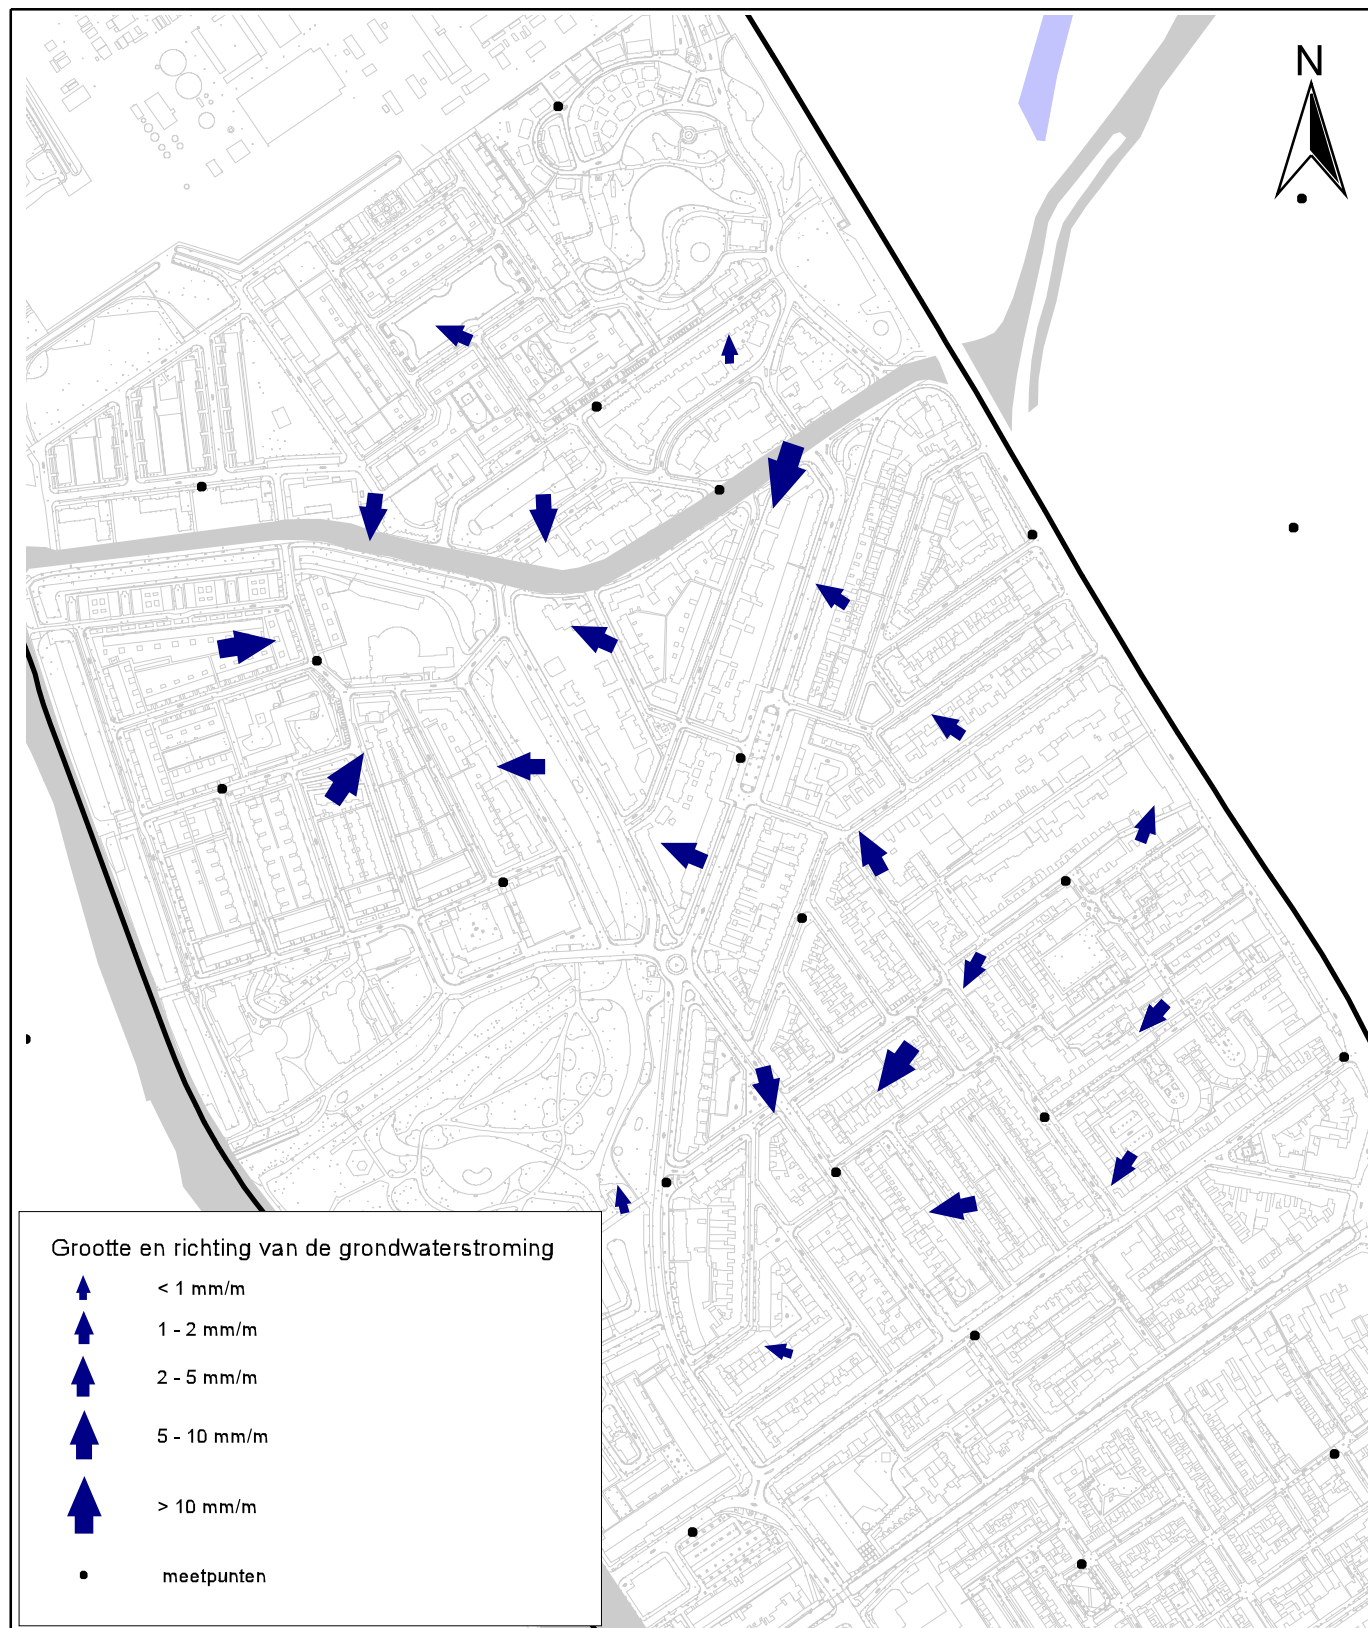 N
Grootte en richting van de grondwaterstroming
< 1 mm/m
1 - 2 mm/m
2 - 5 mm/m
5 - 10 mm/m
> 10 mm/m
meetpunten